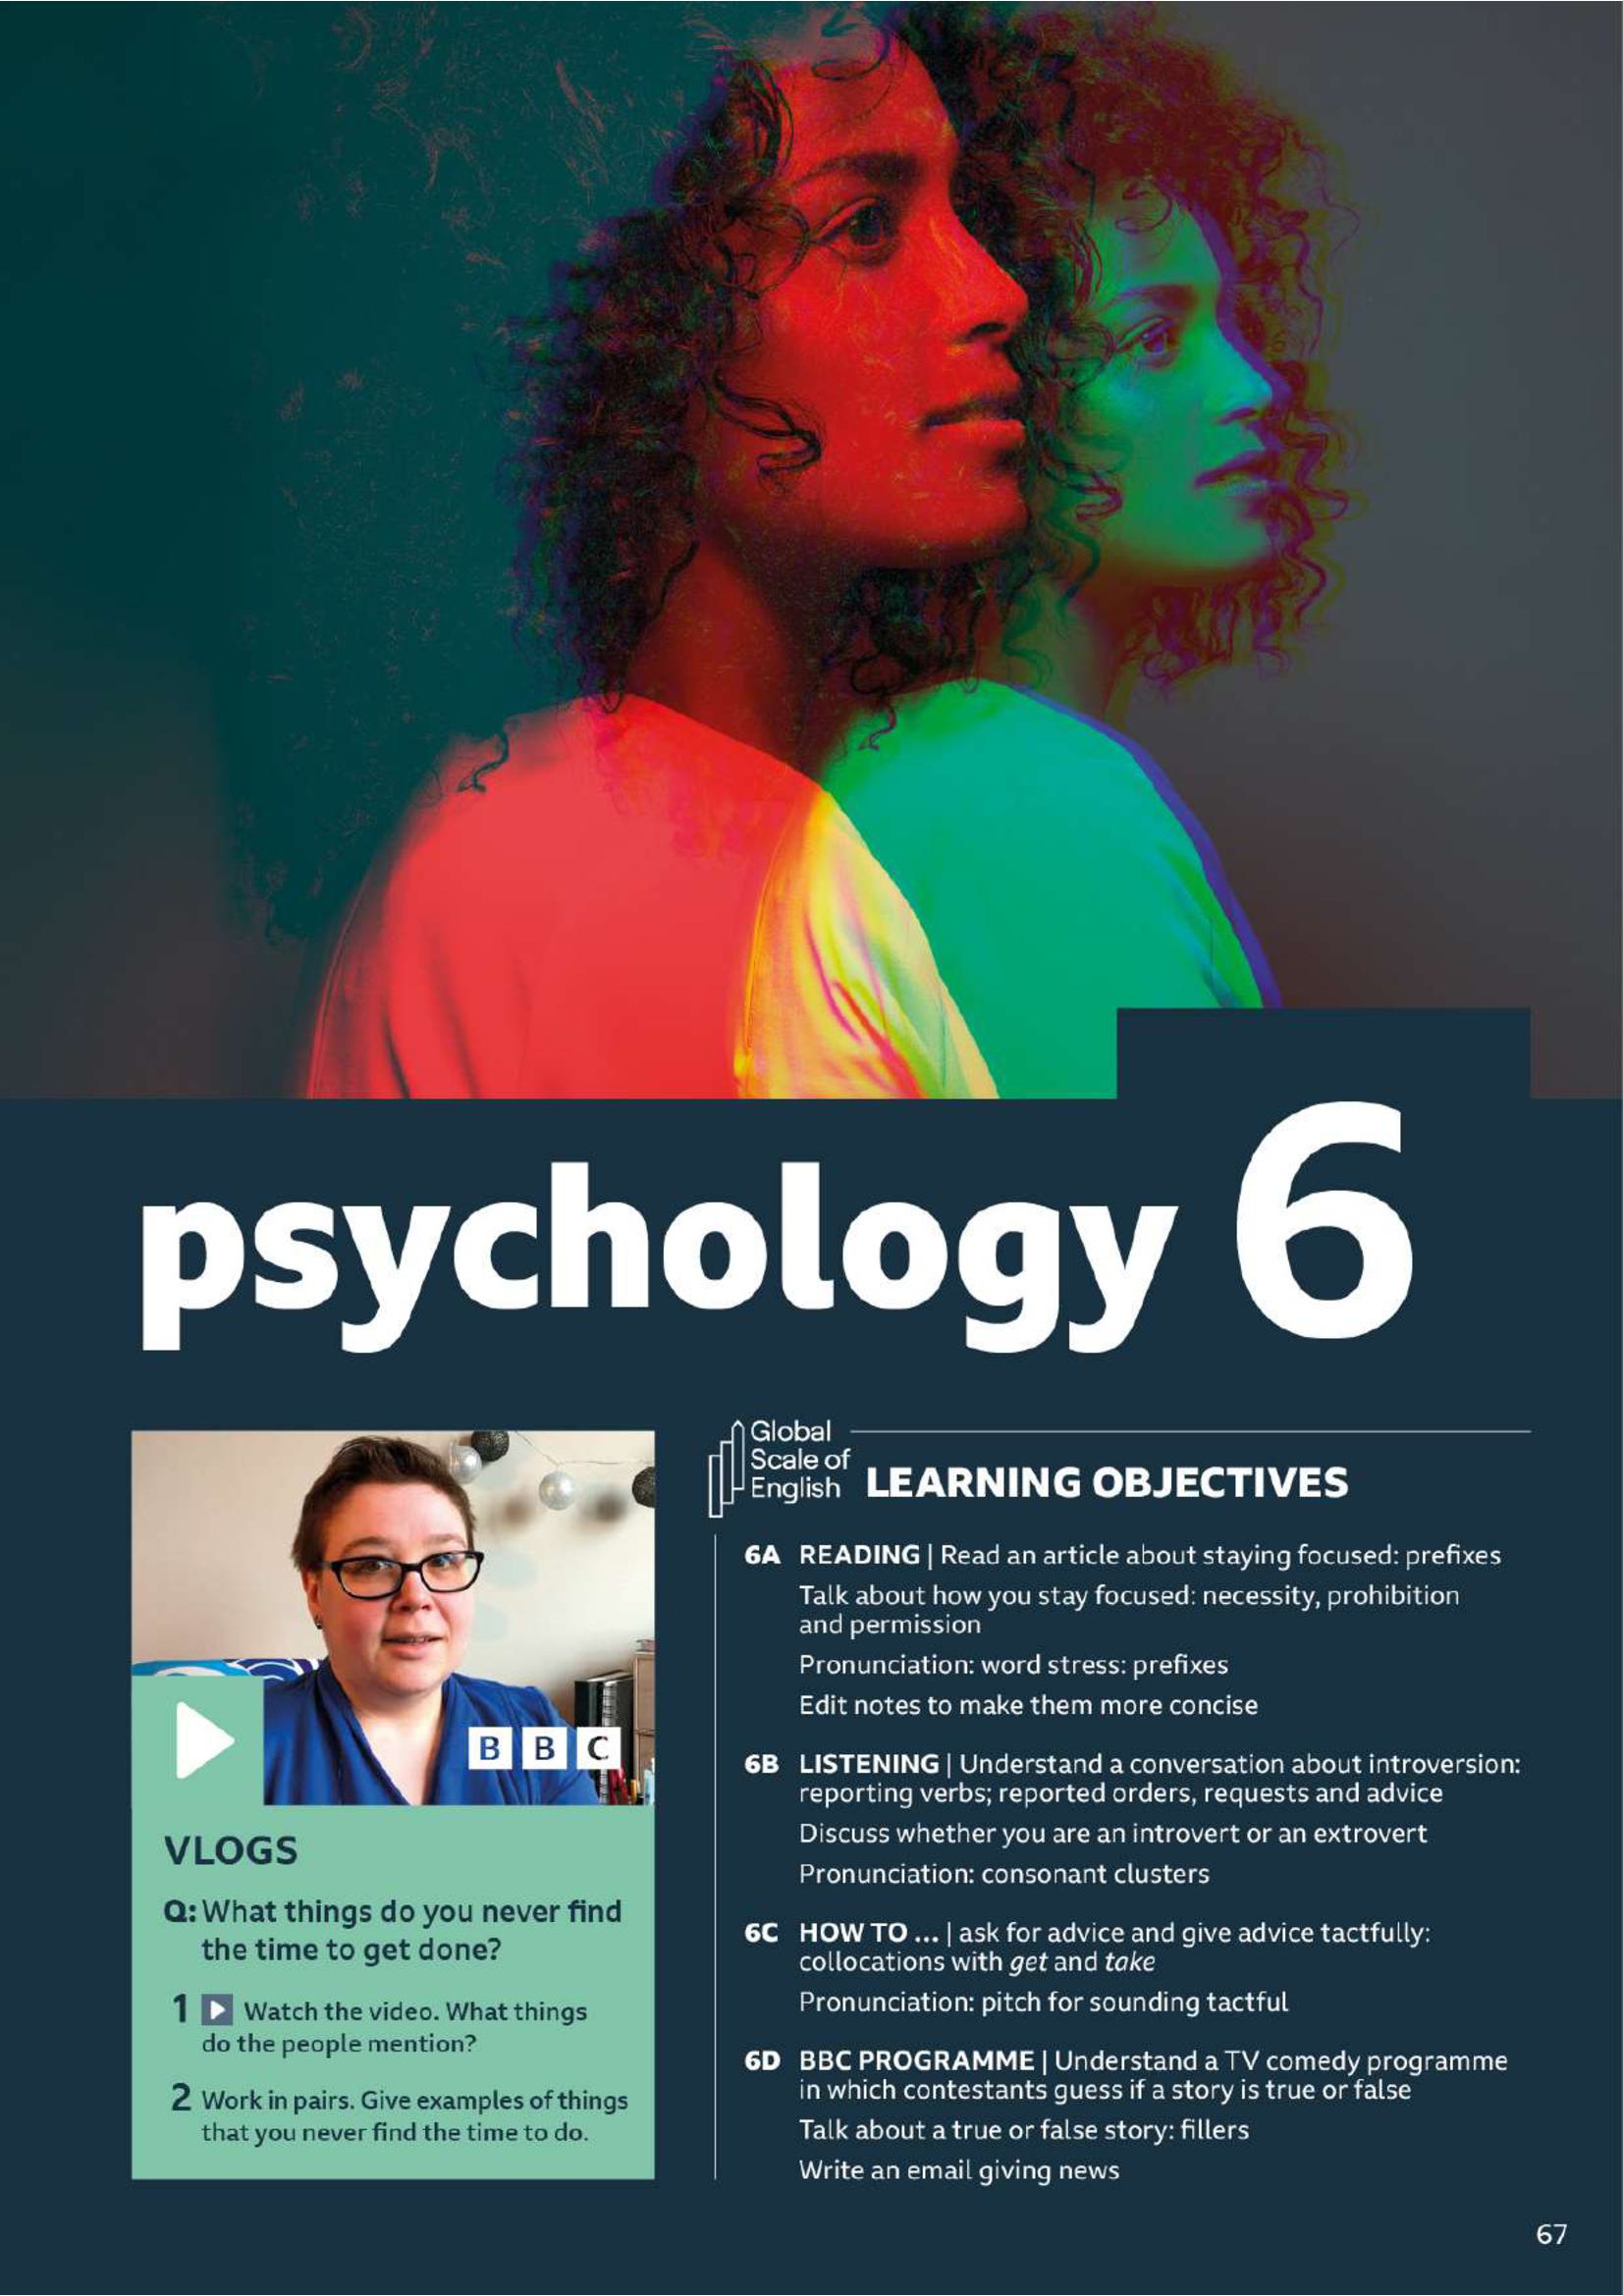 psychology 6
B B C
VLOGS
Q: What things do you never find
the time to get done?
1 Watch the video. What things
do the people mention?
2 Work in pairs. Give examples of things
that you never find the time to do.
Global
Scale of
English LEARNING OBJECTIVES
6A READING | Read an article about staying focused: prefixes
Talk about how you stay focused: necessity, prohibition
and permission
Pronunciation: word stress: prefixes
Edit notes to make them more concise
6B LISTENING | Understand a conversation about introversion:
reporting verbs; reported orders, requests and advice
Discuss whether you are an introvert or an extrovert
Pronunciation: consonant clusters
6C HOW TO ... | ask for advice and give advice tactfully:
collocations with get and take
Pronunciation: pitch for sounding tactful
6D BBC PROGRAMME | Understand a TV comedy programme
in which contestants guess if a story is true or false
Talk about a true or false story: fillers
Write an email giving news
67